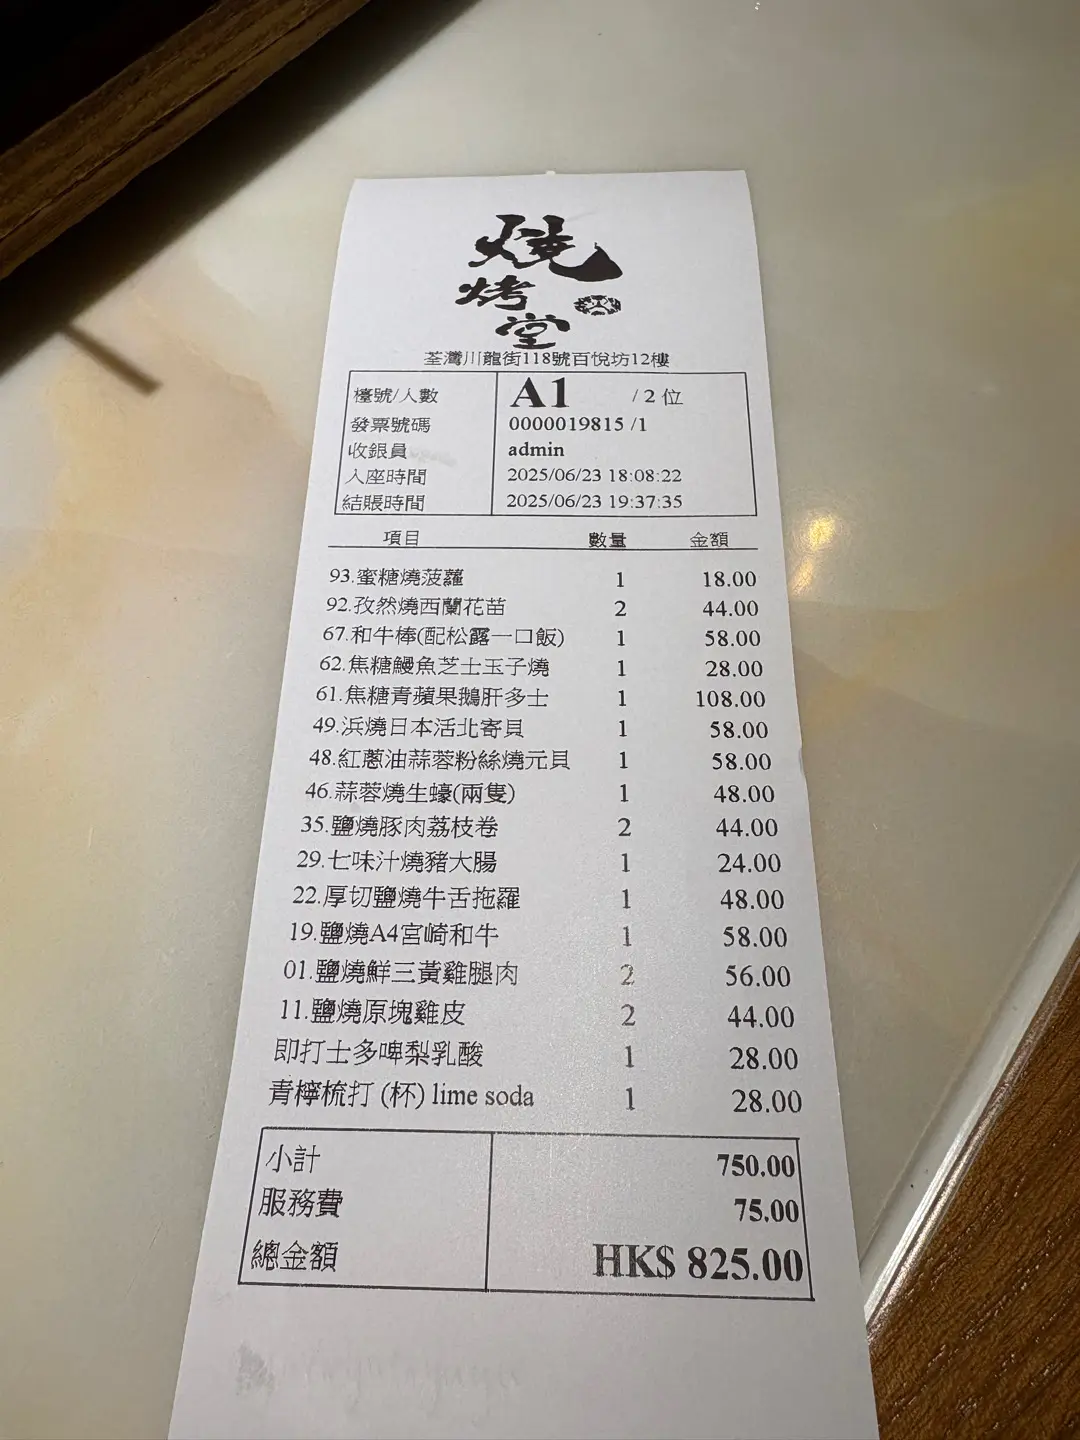 燒
烤
堂
荃灣川龍街118號百悅坊12樓
檯號/人數 A1 / 2 位
發票號碼 0000019815 /1
收銀員 admin
入座時間 2025/06/23 18:08:22
結賬時間 2025/06/23 19:37:35
項目 數量 金額
93.蜜糖燒菠蘿 1 18.00
92.孜然燒西蘭花苗 2 44.00
67.和牛棒(配松露一口飯) 1 58.00
62.焦糖鰻魚芝士玉子燒 1 28.00
61.焦糖青蘋果鵝肝多士 1 108.00
49.浜燒日本活北寄貝 1 58.00
48.紅蔥油蒜蓉粉絲燒元貝 1 58.00
46.蒜蓉燒生蠔(兩隻) 1 48.00
35.鹽燒豚肉荔枝卷 2 44.00
29.七味汁燒豬大腸 1 24.00
22.厚切鹽燒牛舌拖羅 1 48.00
19.鹽燒A4宮崎和牛 1 58.00
01.鹽燒鮮三黃雞腿肉 2 56.00
11.鹽燒原塊雞皮 2 44.00
即打士多啤梨乳酸 1 28.00
青檸梳打 (杯) lime soda 1 28.00
小計 750.00
服務費 75.00
總金額 HK$ 825.00